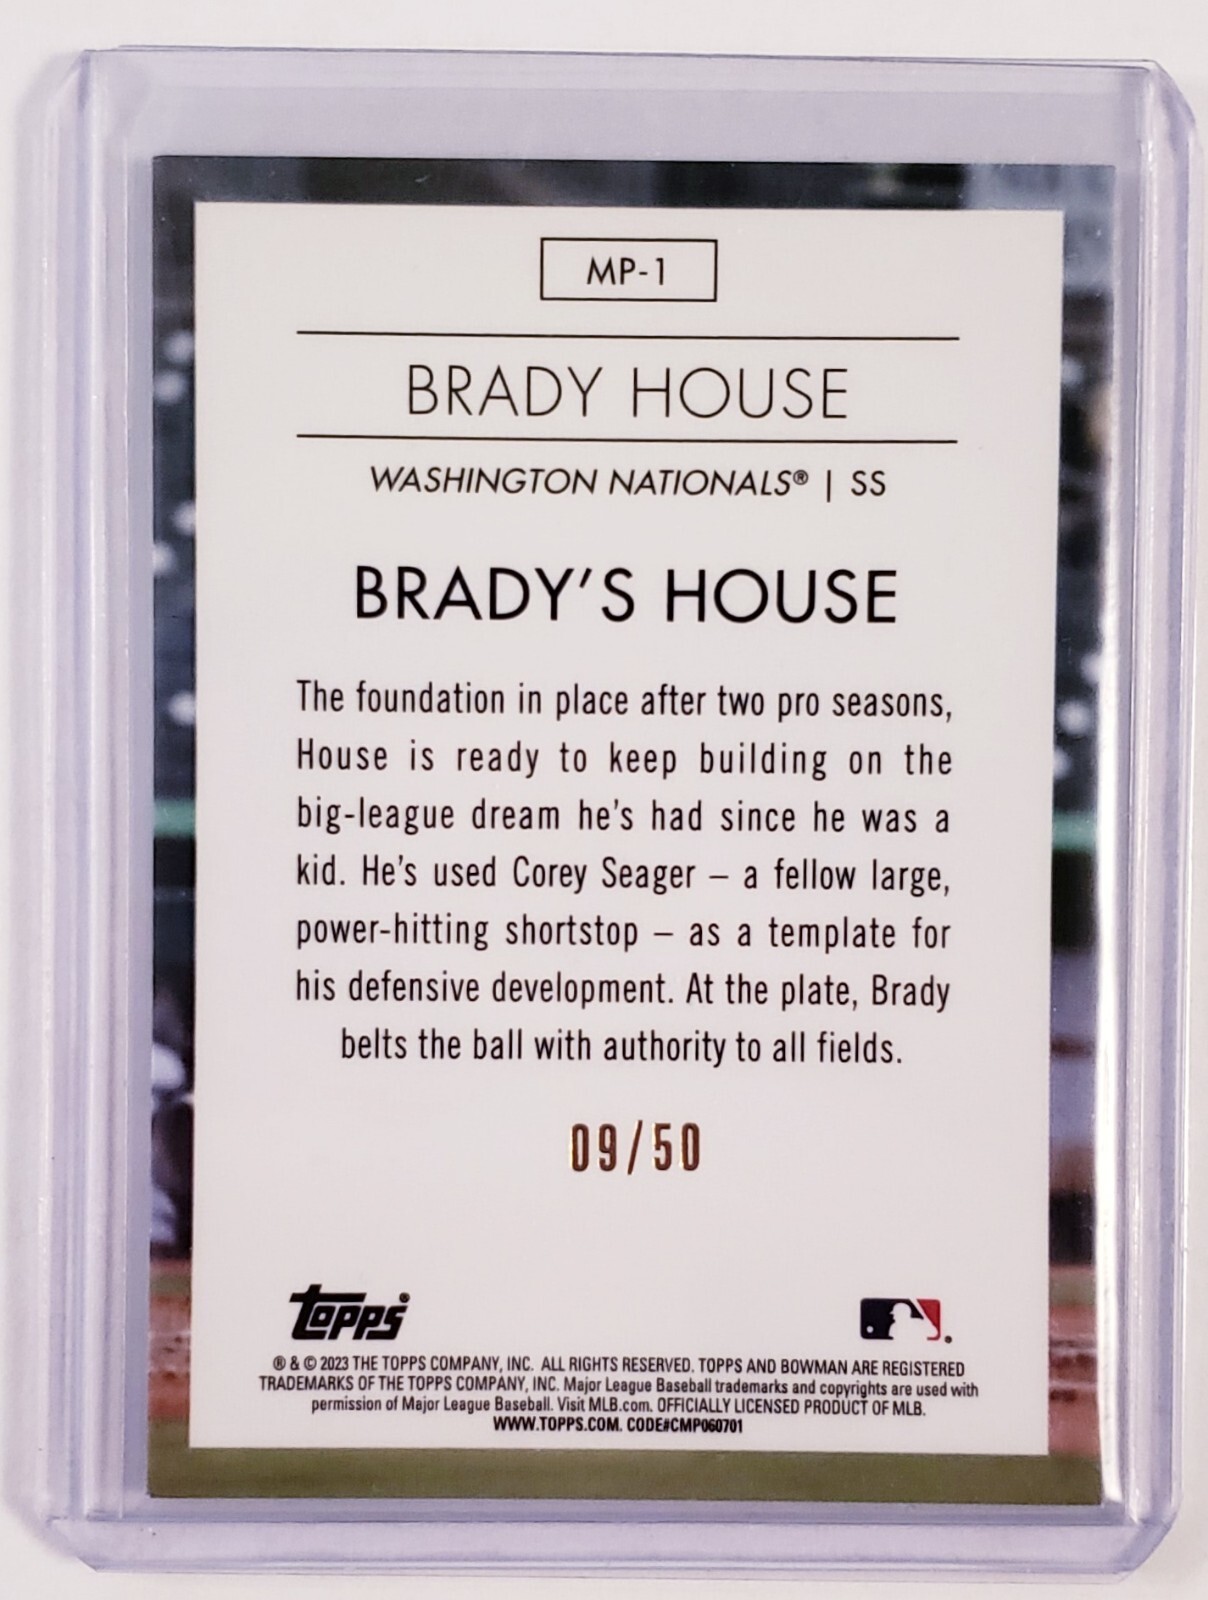 MP-1
BRADY HOUSE
WASHINGTON NATIONALS® | SS
BRADY'S HOUSE
The foundation in place after two pro seasons,
House is ready to keep building on the
big-league dream he's had since he was a
kid. He's used Corey Seager – a fellow large,
power-hitting shortstop – as a template for
his defensive development. At the plate, Brady
belts the ball with authority to all fields.
09/50
topps®
® & © 2023 THE TOPPS COMPANY, INC. ALL RIGHTS RESERVED. TOPPS AND BOWMAN ARE REGISTERED
TRADEMARKS OF THE TOPPS COMPANY, INC. Major League Baseball trademarks and copyrights are used with
permission of Major League Baseball. Visit MLB.com. OFFICIALLY LICENSED PRODUCT OF MLB.
WWW.TOPPS.COM. CODE#CMP060701